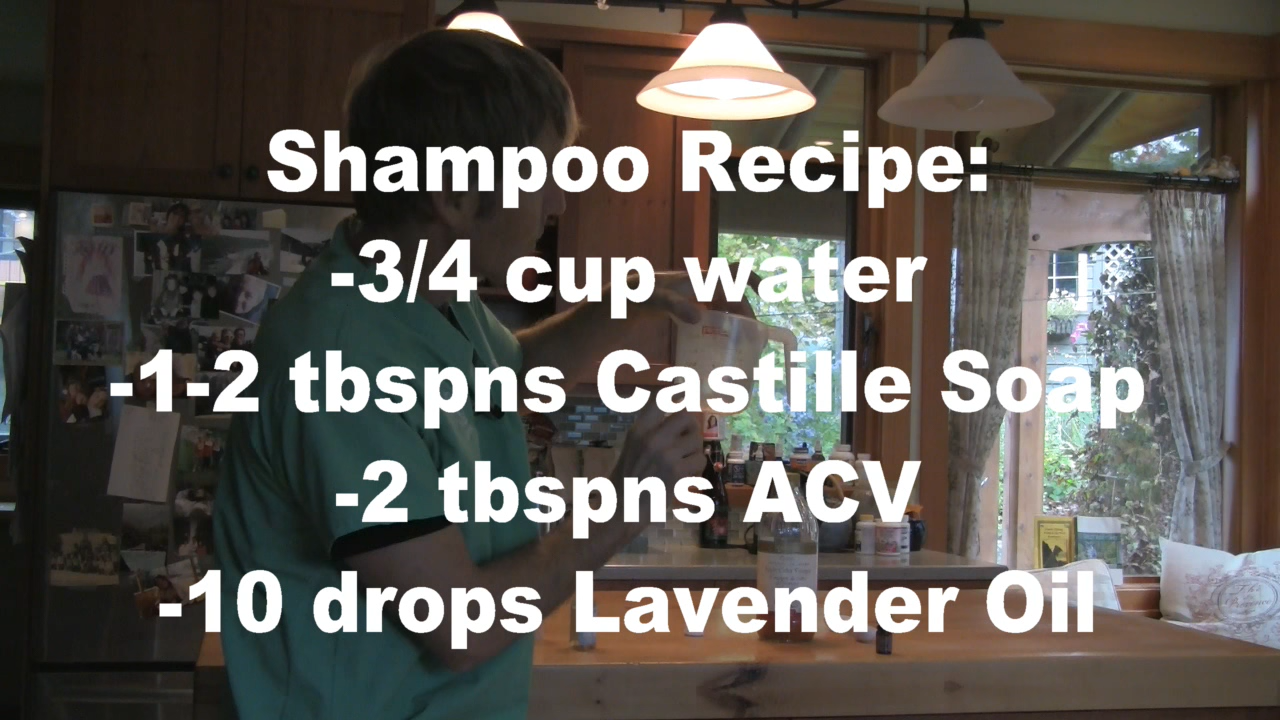 Shampoo Recipe:
-3/4 cup water
-1-2 tbspns Castille Soap
-2 tbspns ACV
-10 drops Lavender Oil